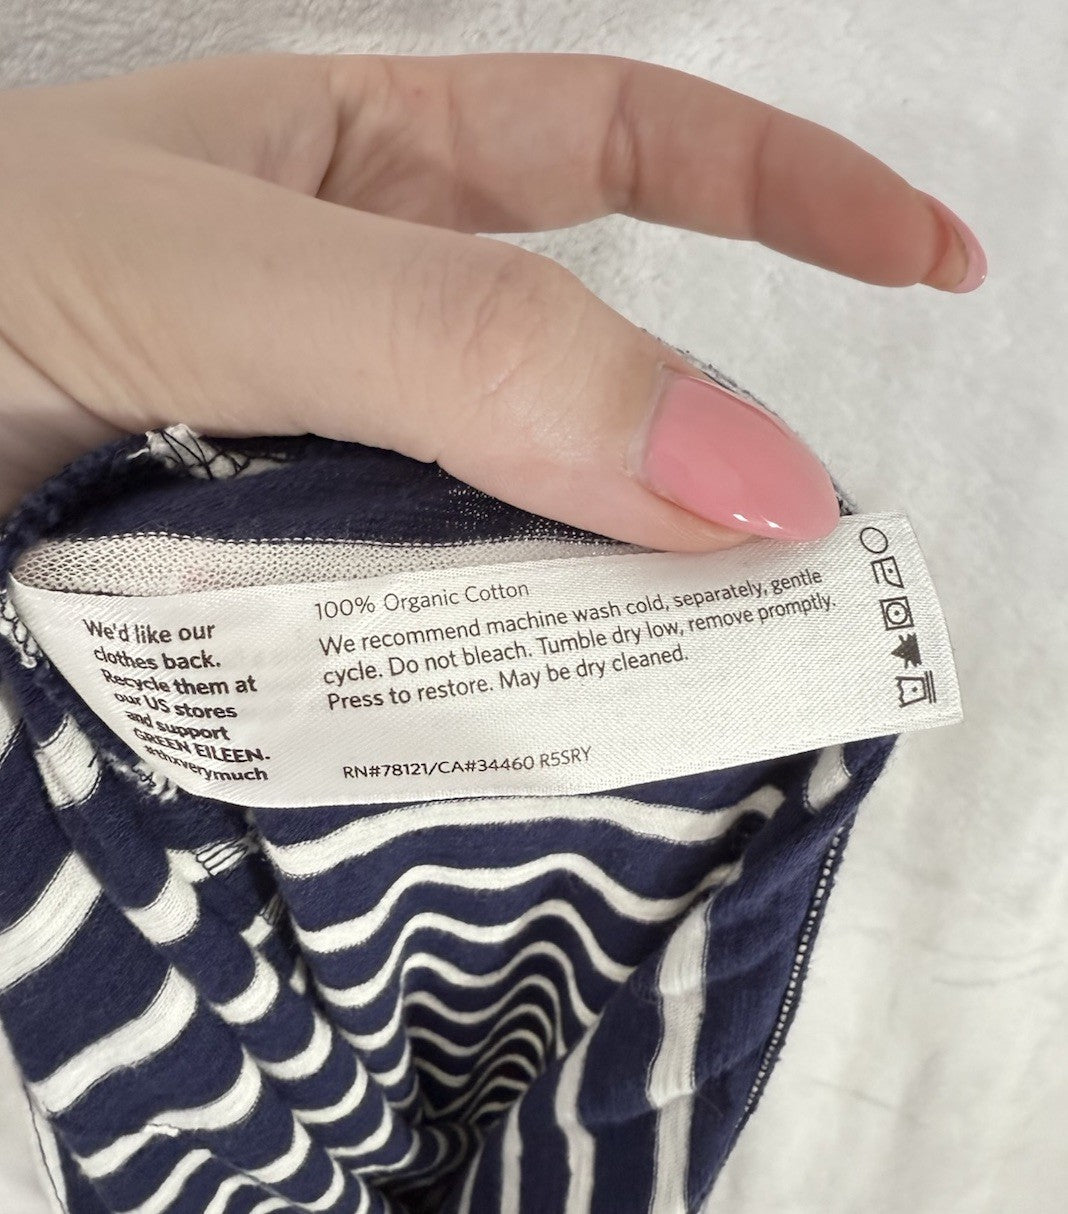 We'd like our
clothes back.
Recycle them at
our US stores
and support
GREEN EILEEN.
#thxverymuch
100% Organic Cotton
We recommend machine wash cold, separately, gentle
cycle. Do not bleach. Tumble dry low, remove promptly.
Press to restore. May be dry cleaned.
RN#78121/CA#34460 R5SRY